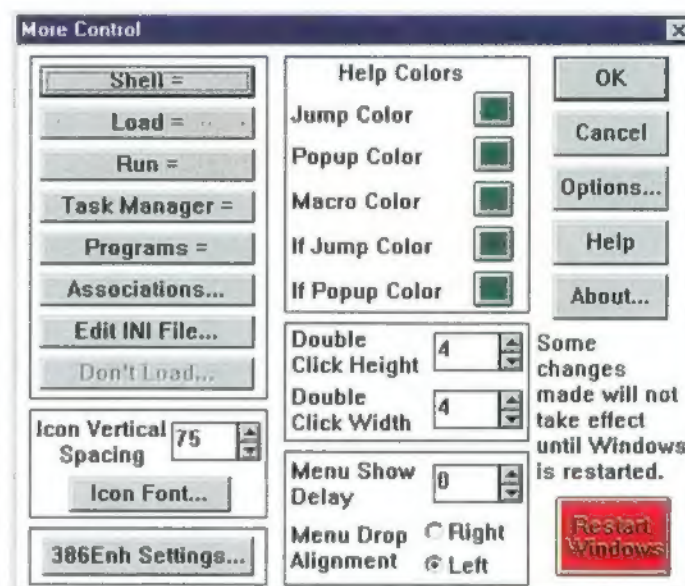 More Control
Shell =
Load =
Run =
Task Manager =
Programs =
Associations...
Edit INI File...
Don't Load...
Icon Vertical
Spacing
75
Icon Font...
386Enh Settings...
Help Colors
Jump Color
Popup Color
Macro Color
If Jump Color
If Popup Color
Double
Click Height
4
Double
Click Width
4
Menu Show
Delay
0
Menu Drop
Alignment
Right
Left
OK
Cancel
Options...
Help
About...
Some
changes
made will not
take effect
until Windows
is restarted.
Restart
Windows